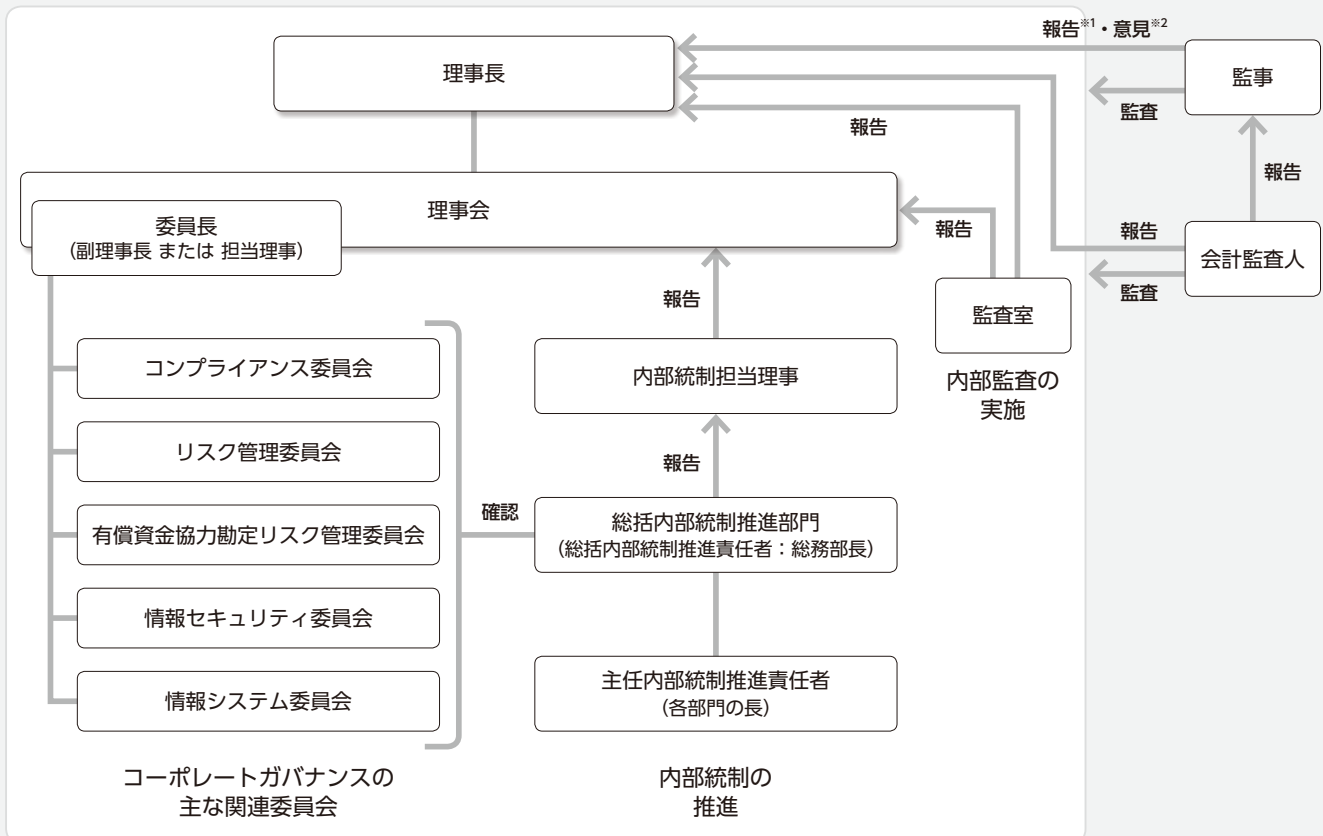 報告※1・意見※2
理事長
監事
監査
報告
報告
理事会
委員長
（副理事長 または 担当理事）
報告
報告
会計監査人
監査
報告
監査室
コンプライアンス委員会
内部統制担当理事
内部監査の
実施
リスク管理委員会
報告
有償資金協力勘定リスク管理委員会
確認
総括内部統制推進部門
（総括内部統制推進責任者：総務部長）
情報セキュリティ委員会
情報システム委員会
主任内部統制推進責任者
（各部門の長）
コーポレートガバナンスの
主な関連委員会
内部統制の
推進